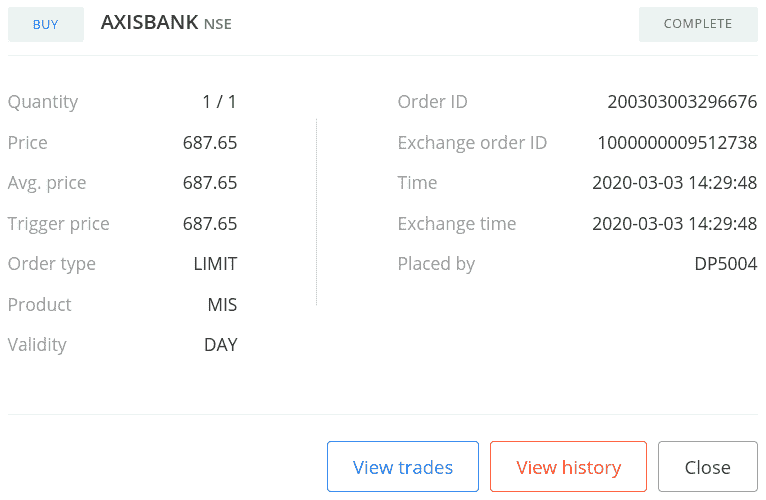 BUY AXISBANK NSE COMPLETE
Quantity 1 / 1
Price 687.65
Avg. price 687.65
Trigger price 687.65
Order type LIMIT
Product MIS
Validity DAY
Order ID 200303003296676
Exchange order ID 1000000009512738
Time 2020-03-03 14:29:48
Exchange time 2020-03-03 14:29:48
Placed by DP5004
View trades View history Close